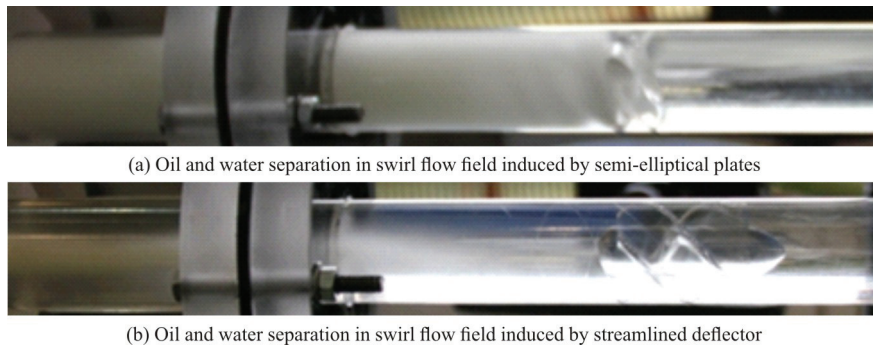 (a) Oil and water separation in swirl flow field induced by semi-elliptical plates
(b) Oil and water separation in swirl flow field induced by streamlined deflector